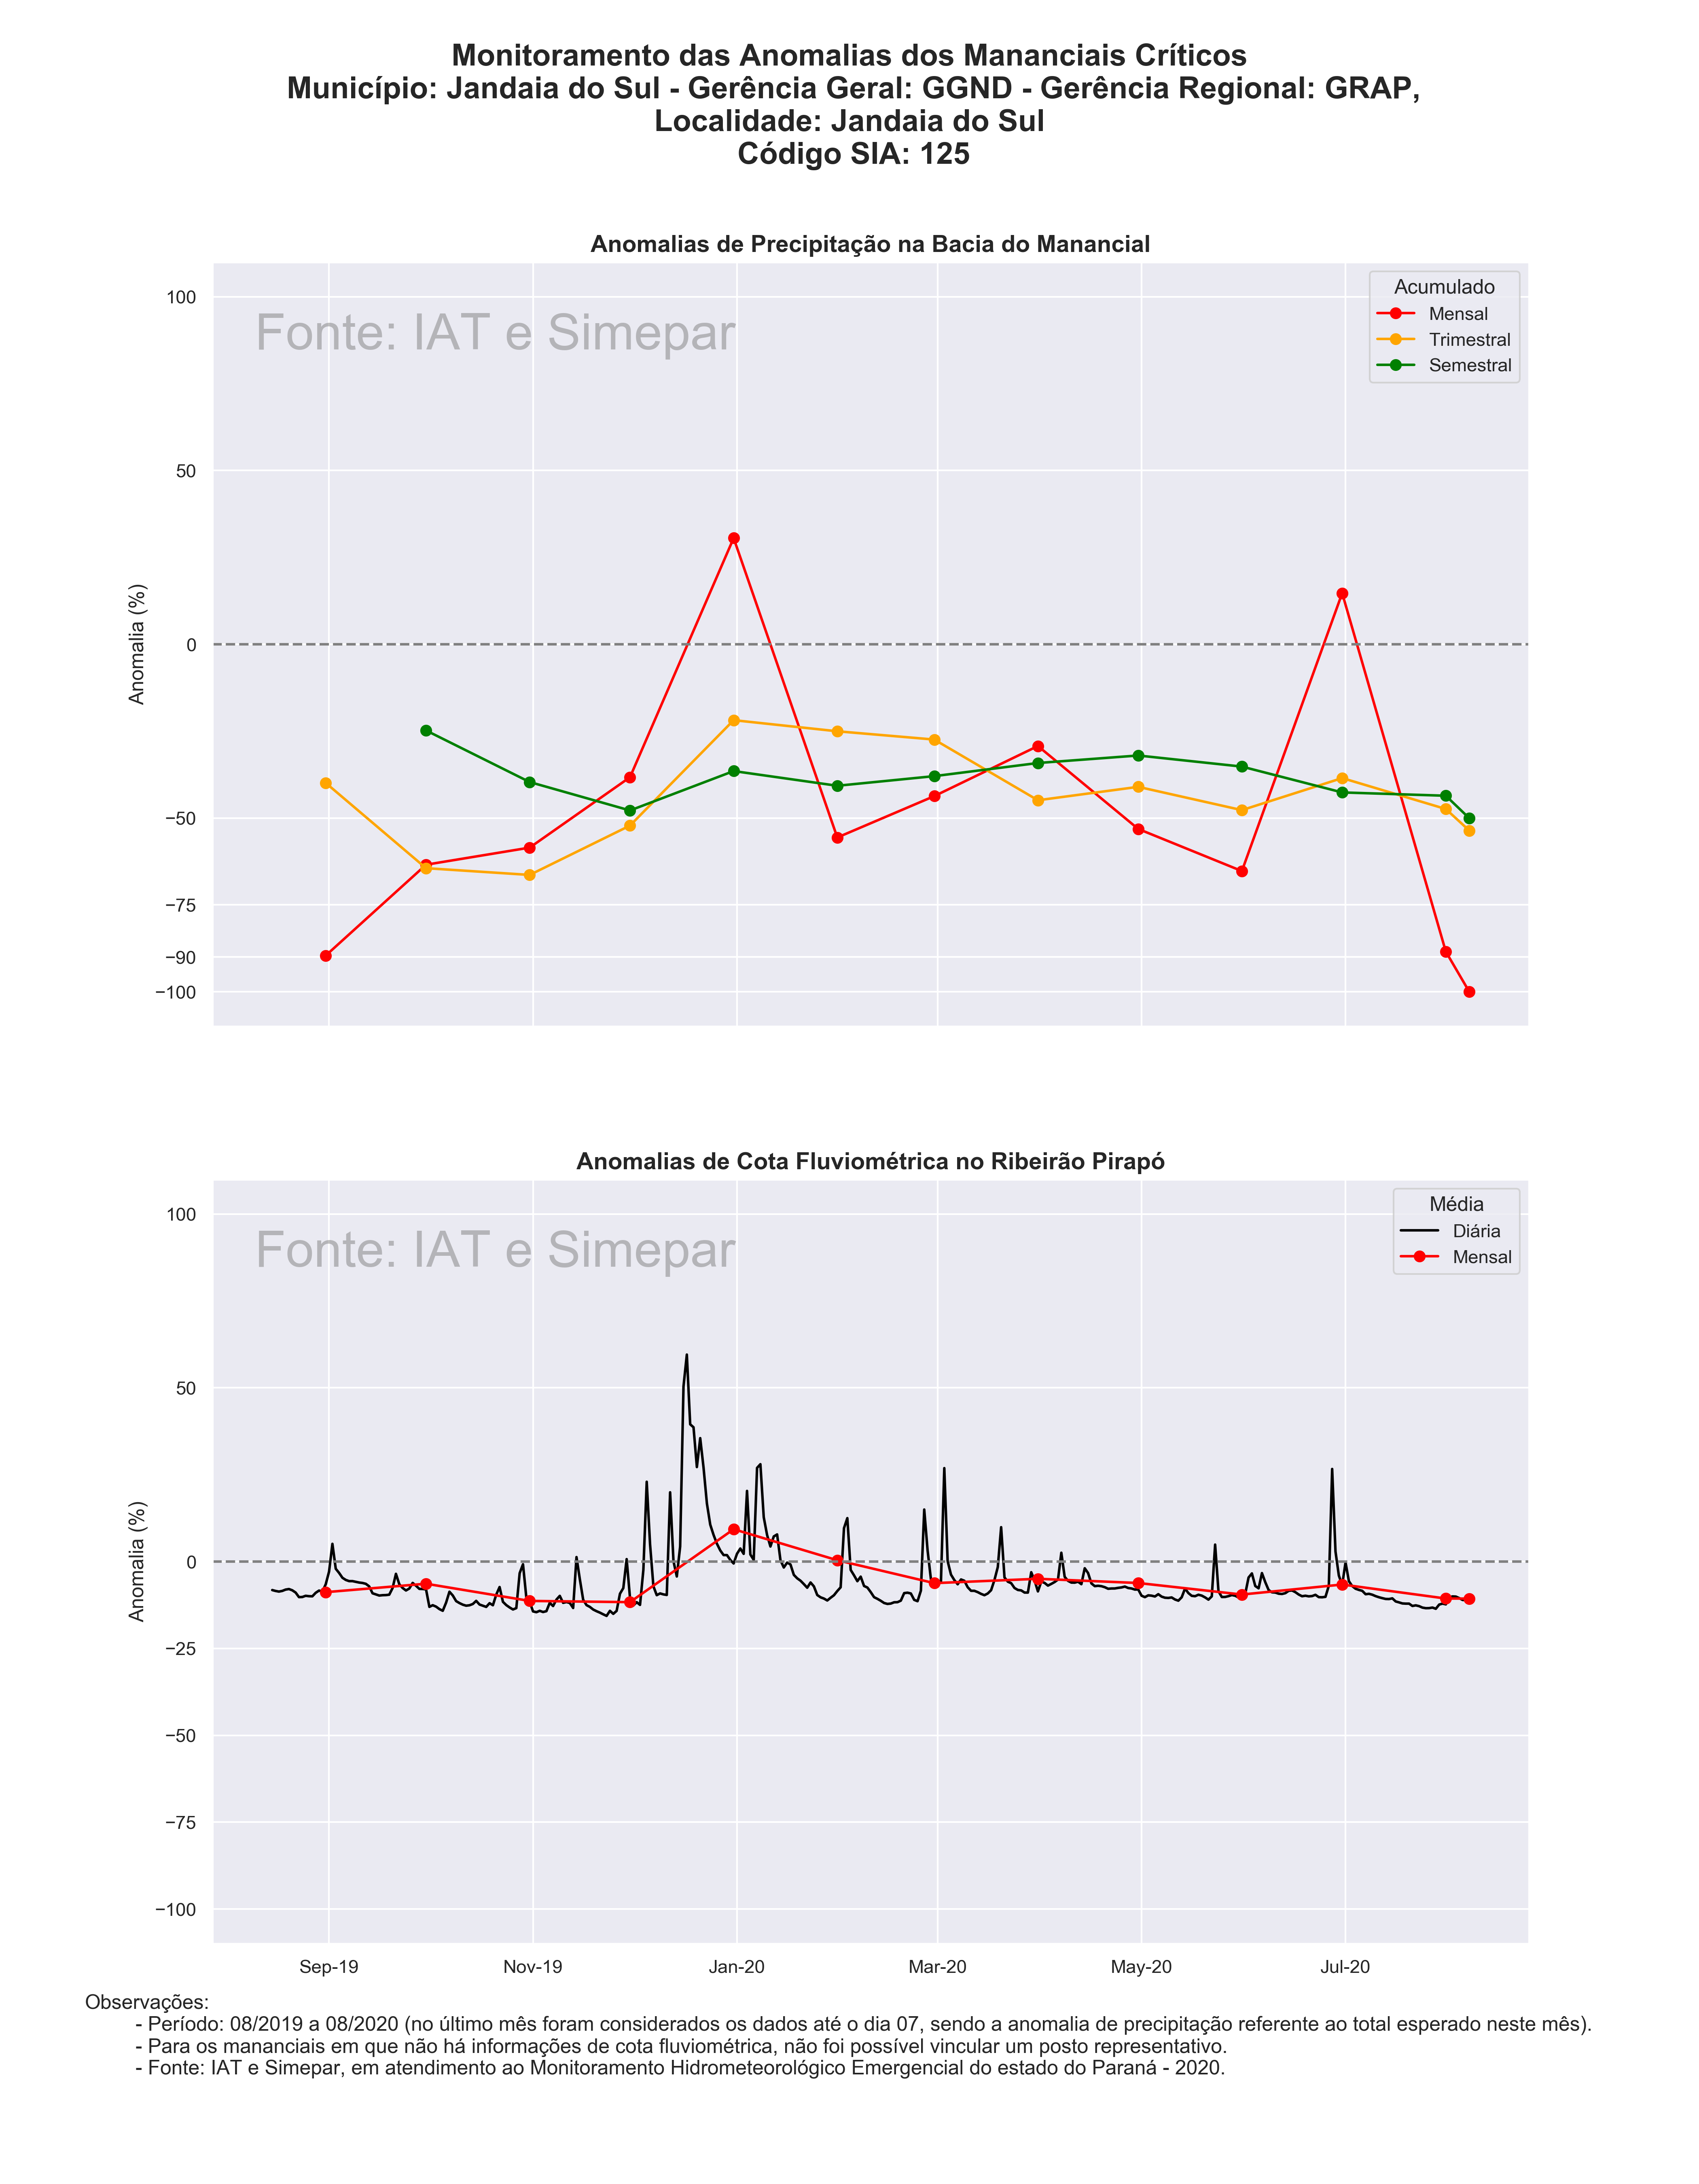 Monitoramento das Anomalias dos Mananciais Críticos
Município: Jandaia do Sul - Gerência Geral: GGND - Gerência Regional: GRAP,
Localidade: Jandaia do Sul
Código SIA: 125
Anomalias de Precipitação na Bacia do Manancial
Fonte: IAT e Simepar
Acumulado
Mensal
Trimestral
Semestral
Anomalia (%)
100
50
0
−50
−75
−90
−100
Anomalias de Cota Fluviométrica no Ribeirão Pirapó
Fonte: IAT e Simepar
Média
Diária
Mensal
Anomalia (%)
100
50
0
−25
−50
−75
−100
Sep-19 Nov-19 Jan-20 Mar-20 May-20 Jul-20
Observações:
- Período: 08/2019 a 08/2020 (no último mês foram considerados os dados até o dia 07, sendo a anomalia de precipitação referente ao total esperado neste mês).
- Para os mananciais em que não há informações de cota fluviométrica, não foi possível vincular um posto representativo.
- Fonte: IAT e Simepar, em atendimento ao Monitoramento Hidrometeorológico Emergencial do estado do Paraná - 2020.